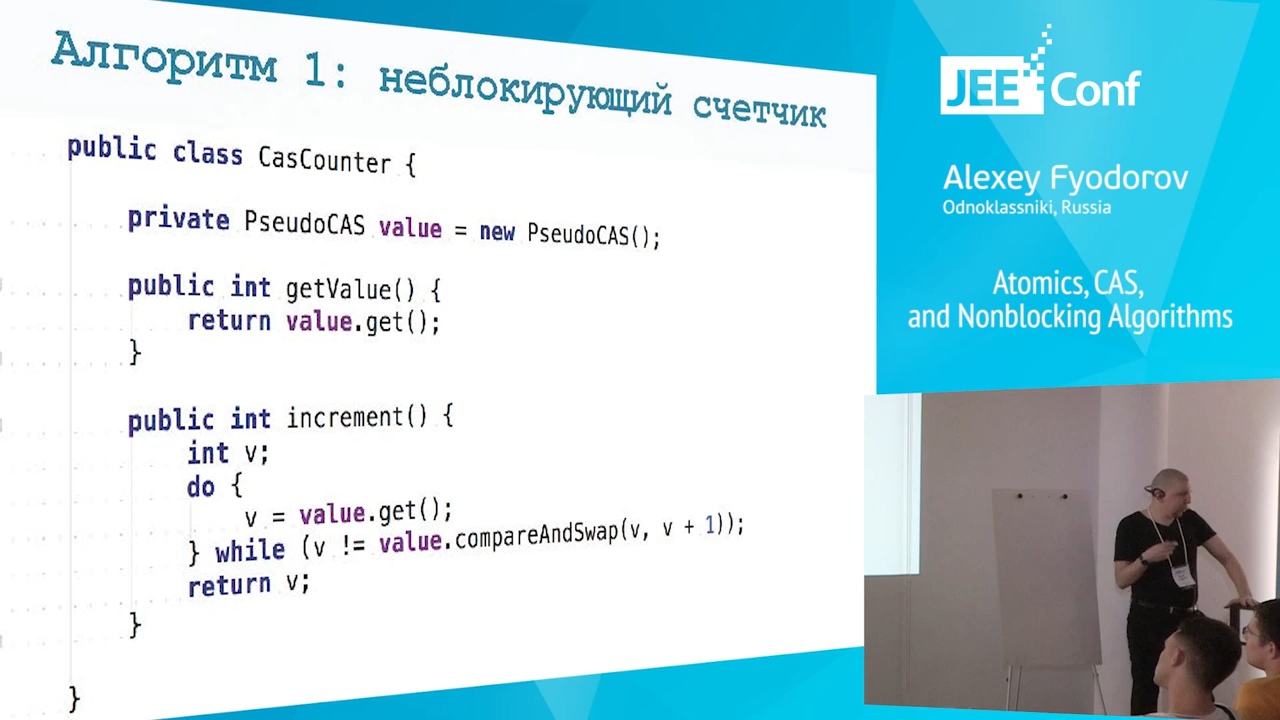 Алгоритм 1: неблокирующий счетчик
public class CasCounter {
private PseudoCAS value = new PseudoCAS();
public int getValue() {
return value.get();
}
public int increment() {
int v;
do {
v = value.get();
} while (v != value.compareAndSwap(v, v + 1));
return v;
}
}
JEE Conf
Alexey Fyodorov
Odnoklassniki, Russia
Atomics, CAS,
and Nonblocking Algorithms